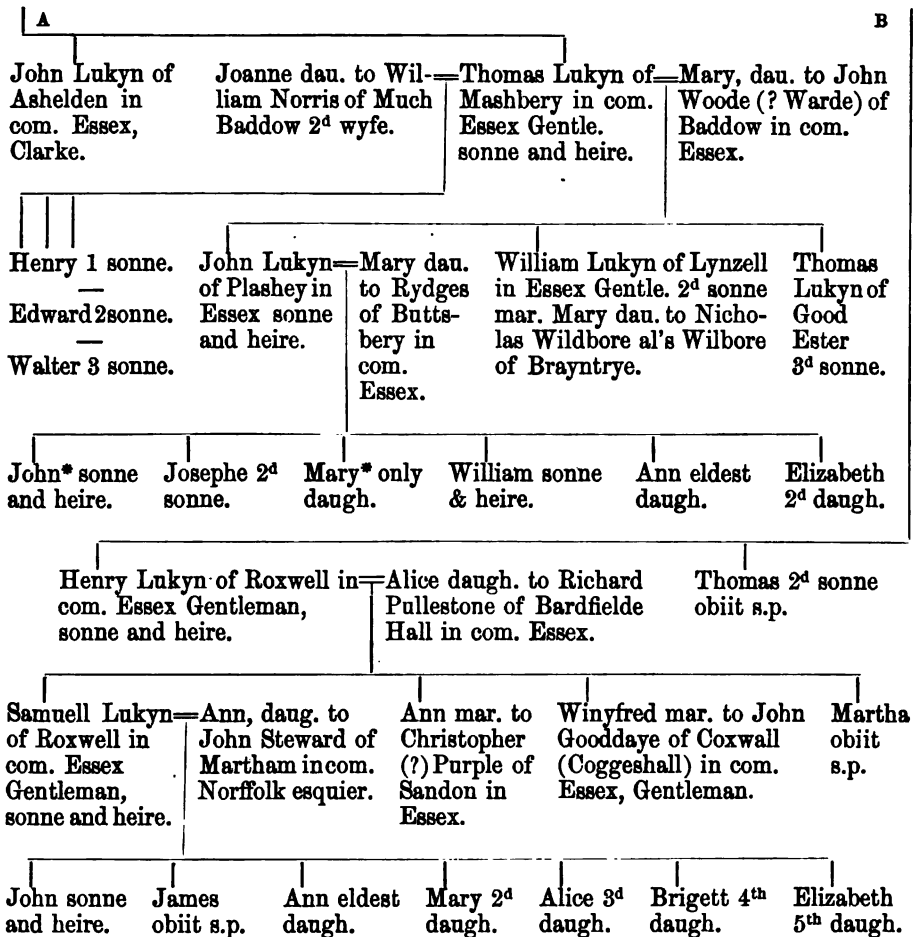 A B
John Lukyn of
Ashelden in
com. Essex,
Clarke.
Joanne dau. to Wil-
liam Norris of Much
Baddow 2d wyfe.
Thomas Lukyn of
Mashbery in com.
Essex Gentle.
sonne and heire.
Mary, dau. to John
Woode (? Warde) of
Baddow in com.
Essex.
Henry 1 sonne.
—
Edward 2 sonne.
—
Walter 3 sonne.
John Lukyn
of Plashey in
Essex sonne
and heire.
Mary dau.
to Rydges
of Butts-
bery in
com.
Essex.
William Lukyn of Lynzell
in Essex Gentle. 2d sonne
mar. Mary dau. to Nicho-
las Wildbore al's Wilbore
of Brayntrye.
Thomas
Lukyn of
Good
Ester
3d sonne.
John* sonne
and heire.
Josephe 2d
sonne.
Mary* only
daugh.
William sonne
& heire.
Ann eldest
daugh.
Elizabeth
2d daugh.
Henry Lukyn of Roxwell in
com. Essex Gentleman,
sonne and heire.
Alice daugh. to Richard
Pullestone of Bardfielde
Hall in com. Essex.
Thomas 2d sonne
obiit s.p.
Samuell Lukyn
of Roxwell in
com. Essex
Gentleman,
sonne and heire.
Ann, daug. to
John Steward of
Martham in com.
Norffolk esquier.
Ann mar. to
Christopher
(?) Purple of
Sandon in
Essex.
Winyfred mar. to John
Gooddaye of Coxwall
(Coggeshall) in com.
Essex, Gentleman.
Martha
obiit
s.p.
John sonne
and heire.
James
obiit s.p.
Ann eldest
daugh.
Mary 2d
daugh.
Alice 3d
daugh.
Brigett 4th
daugh.
Elizabeth
5th daugh.